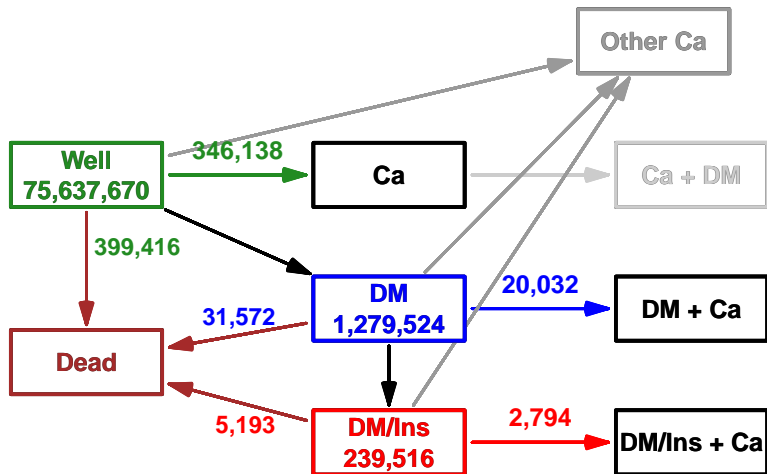 Other Ca
Well
75,637,670
346,138
Ca
Ca + DM
399,416
DM
1,279,524
20,032
DM + Ca
31,572
Dead
5,193
DM/Ins
239,516
2,794
DM/Ins + Ca